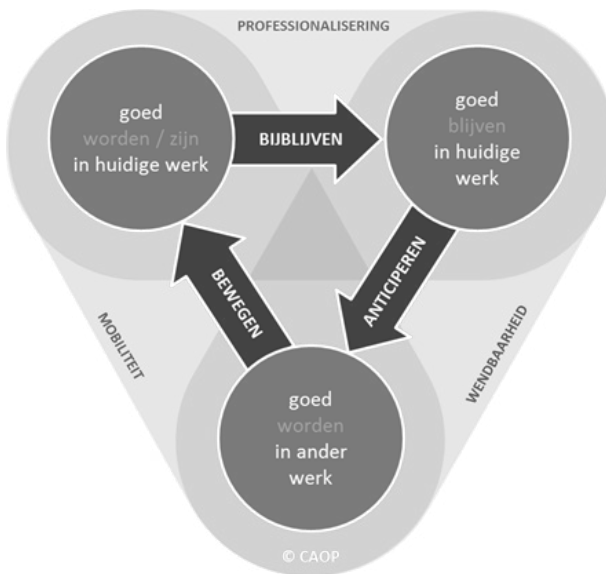 PROFESSIONALISERING
goed
worden / zijn
in huidige werk
BIJBLIJVEN
goed
blijven
in huidige
werk
BEWEGEN
ANTICIPEREN
MOBILITEIT
WENDBAARHEID
goed
worden
in ander
werk
© CAOP